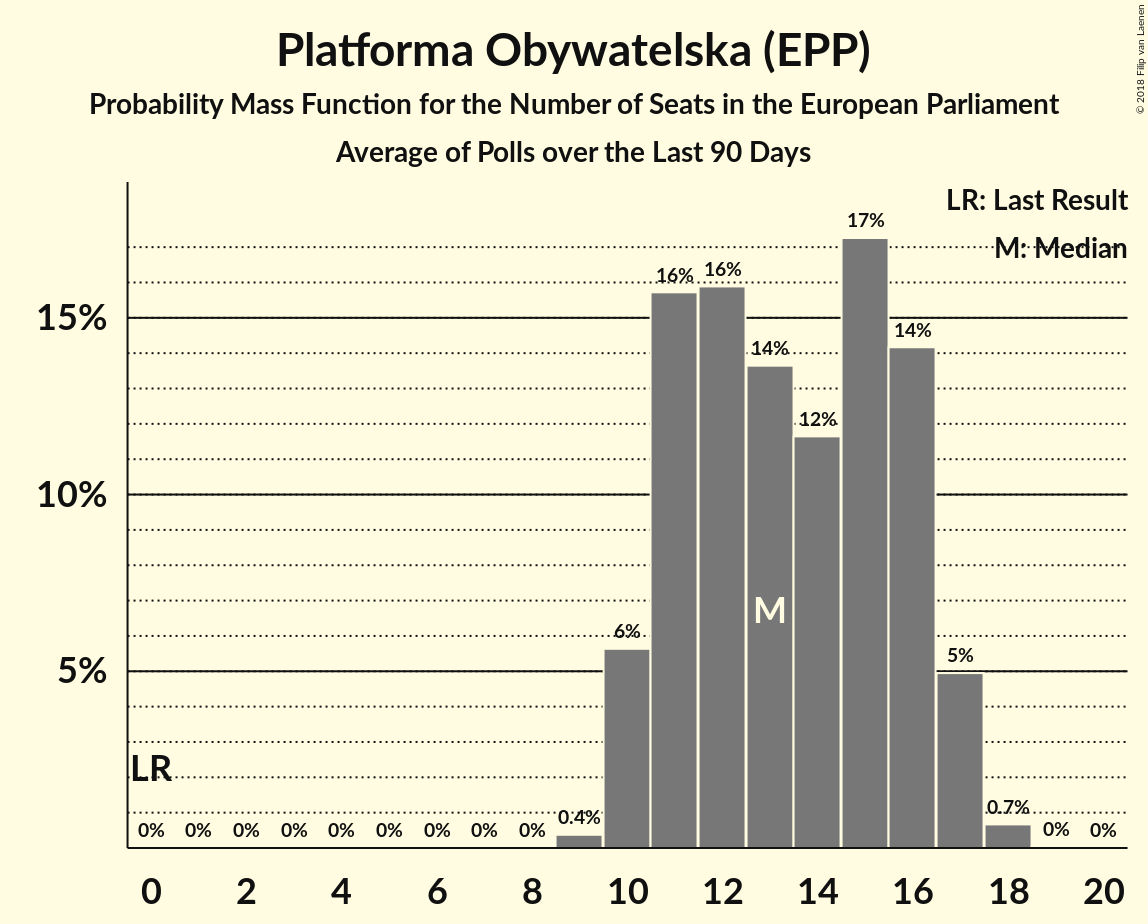 Platforma Obywatelska (EPP)
Probability Mass Function for the Number of Seats in the European Parliament
Average of Polls over the Last 90 Days
© 2018 Filip van Laenen
LR: Last Result
M: Median
17%
16% 16%
15%
14%
14%
12%
10%
M
6%
5%
5%
LR
0% 0% 0% 0% 0% 0% 0% 0% 0% 0.4% 0.7% 0% 0%
0 2 4 6 8 10 12 14 16 18 20